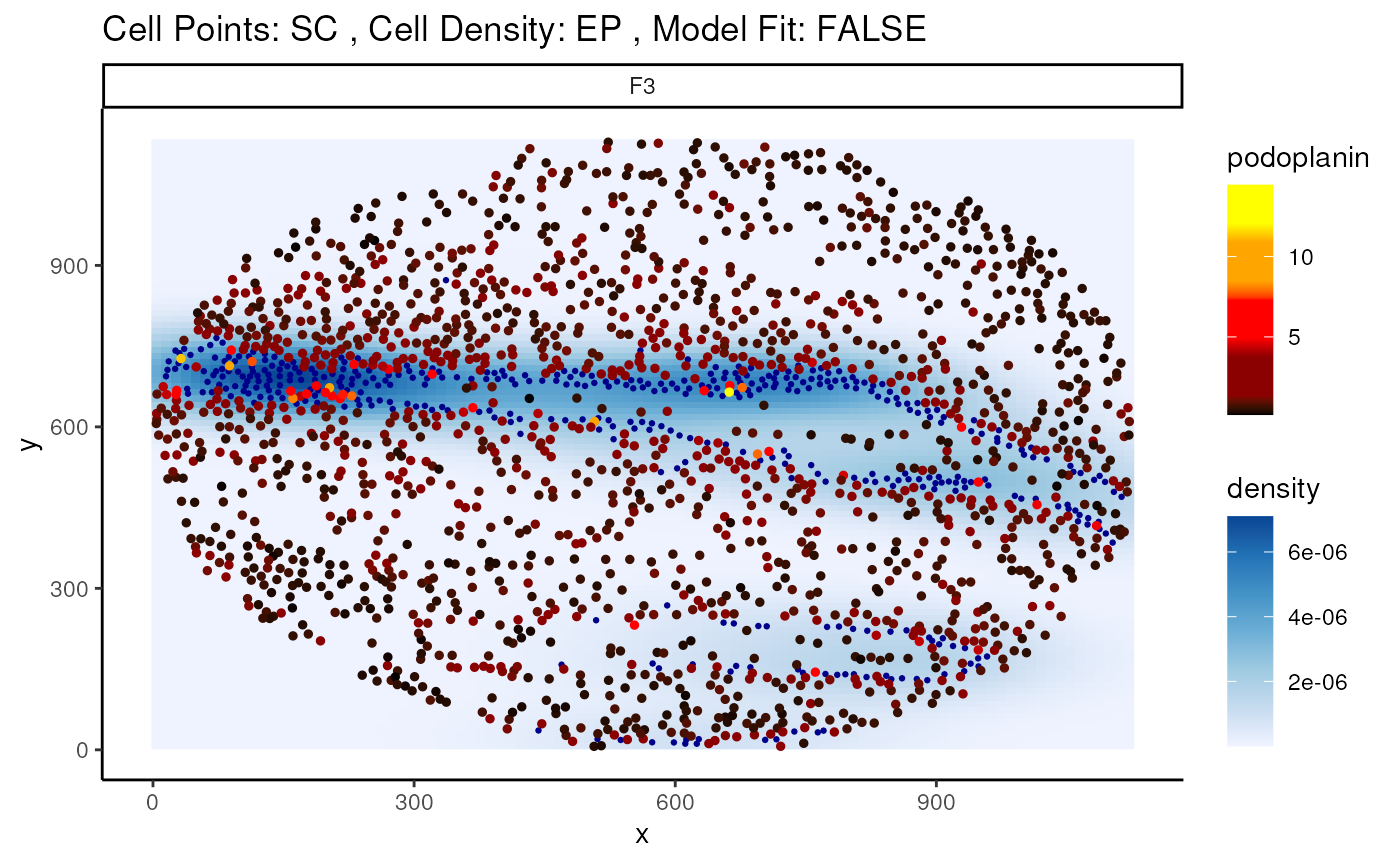 Cell Points: SC , Cell Density: EP , Model Fit: FALSE
F3
podoplanin
10
5
density
6e-06
4e-06
2e-06
900
600
300
0
y
0 300 600 900
x